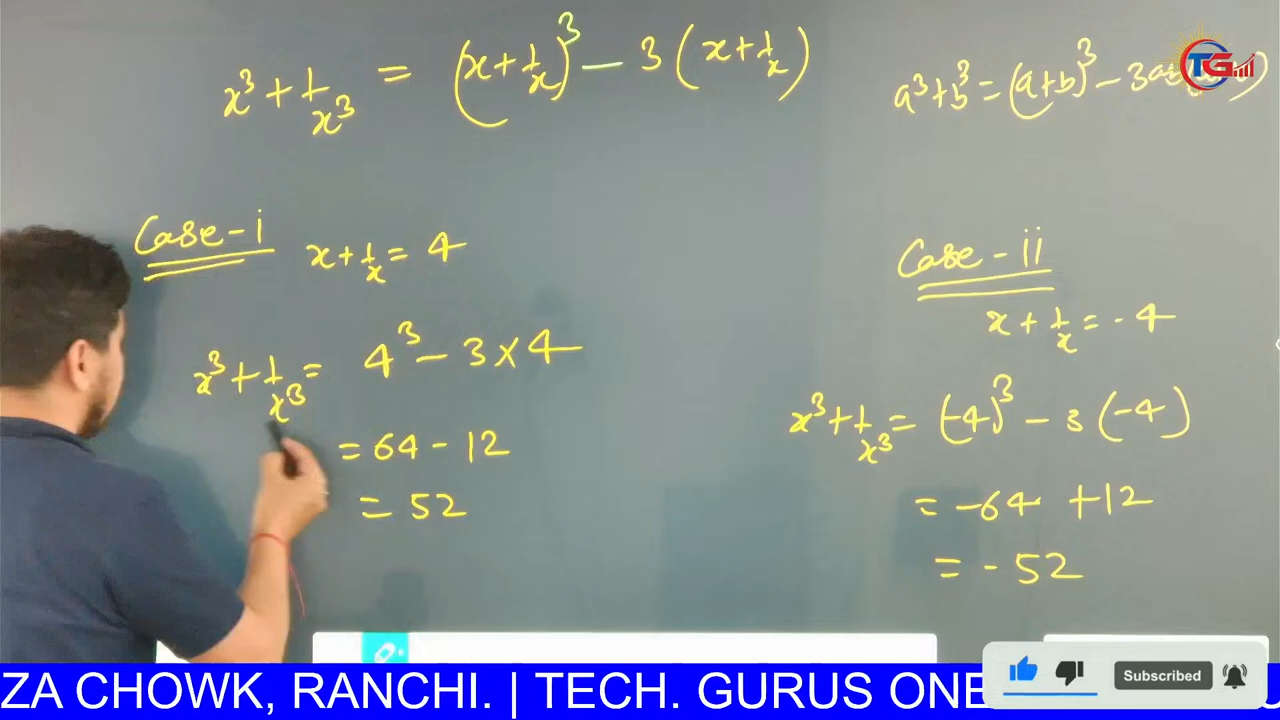 x³ + 1/x³ = (x + 1/x)³ − 3 (x + 1/x)
a³ + b³ = (a+b)³ − 3
TG
Case-i
x + 1/x = 4
x³ + 1/x³ = 4³ − 3 × 4
= 64 − 12
= 52
Case-ii
x + 1/x = -4
x³ + 1/x³ = (-4)³ − 3 (-4)
= -64 +12
= -52
Subscribed
ZA CHOWK, RANCHI. | TECH. GURUS ONE